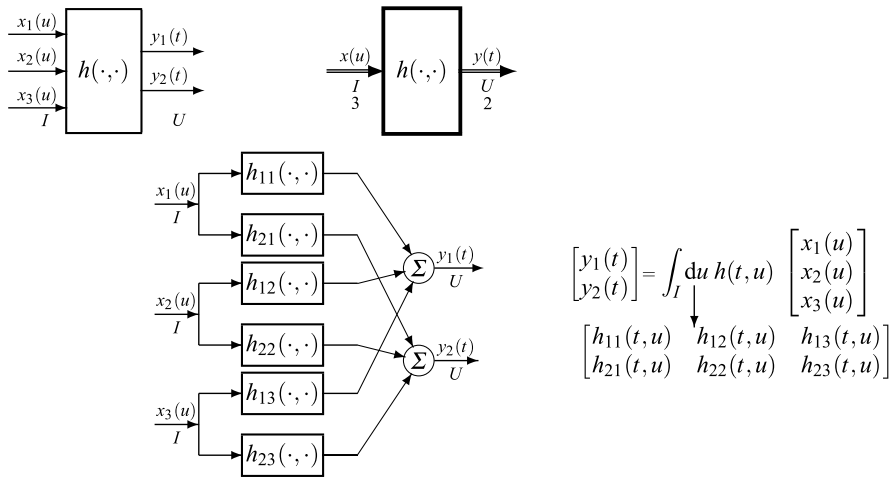 x₁(u)
x₂(u)
x₃(u)
I
h(·,·)
y₁(t)
y₂(t)
U
x(u)
I
3
h(·,·)
y(t)
U
2
x₁(u)
I
h₁₁(·,·)
h₂₁(·,·)
x₂(u)
I
h₁₂(·,·)
h₂₂(·,·)
x₃(u)
I
h₁₃(·,·)
h₂₃(·,·)
Σ
y₁(t)
U
Σ
y₂(t)
U
[y₁(t) y₂(t)] = ∫_I du h(t,u) [x₁(u) x₂(u) x₃(u)]
[h₁₁(t,u) h₁₂(t,u) h₁₃(t,u)
h₂₁(t,u) h₂₂(t,u) h₂₃(t,u)]